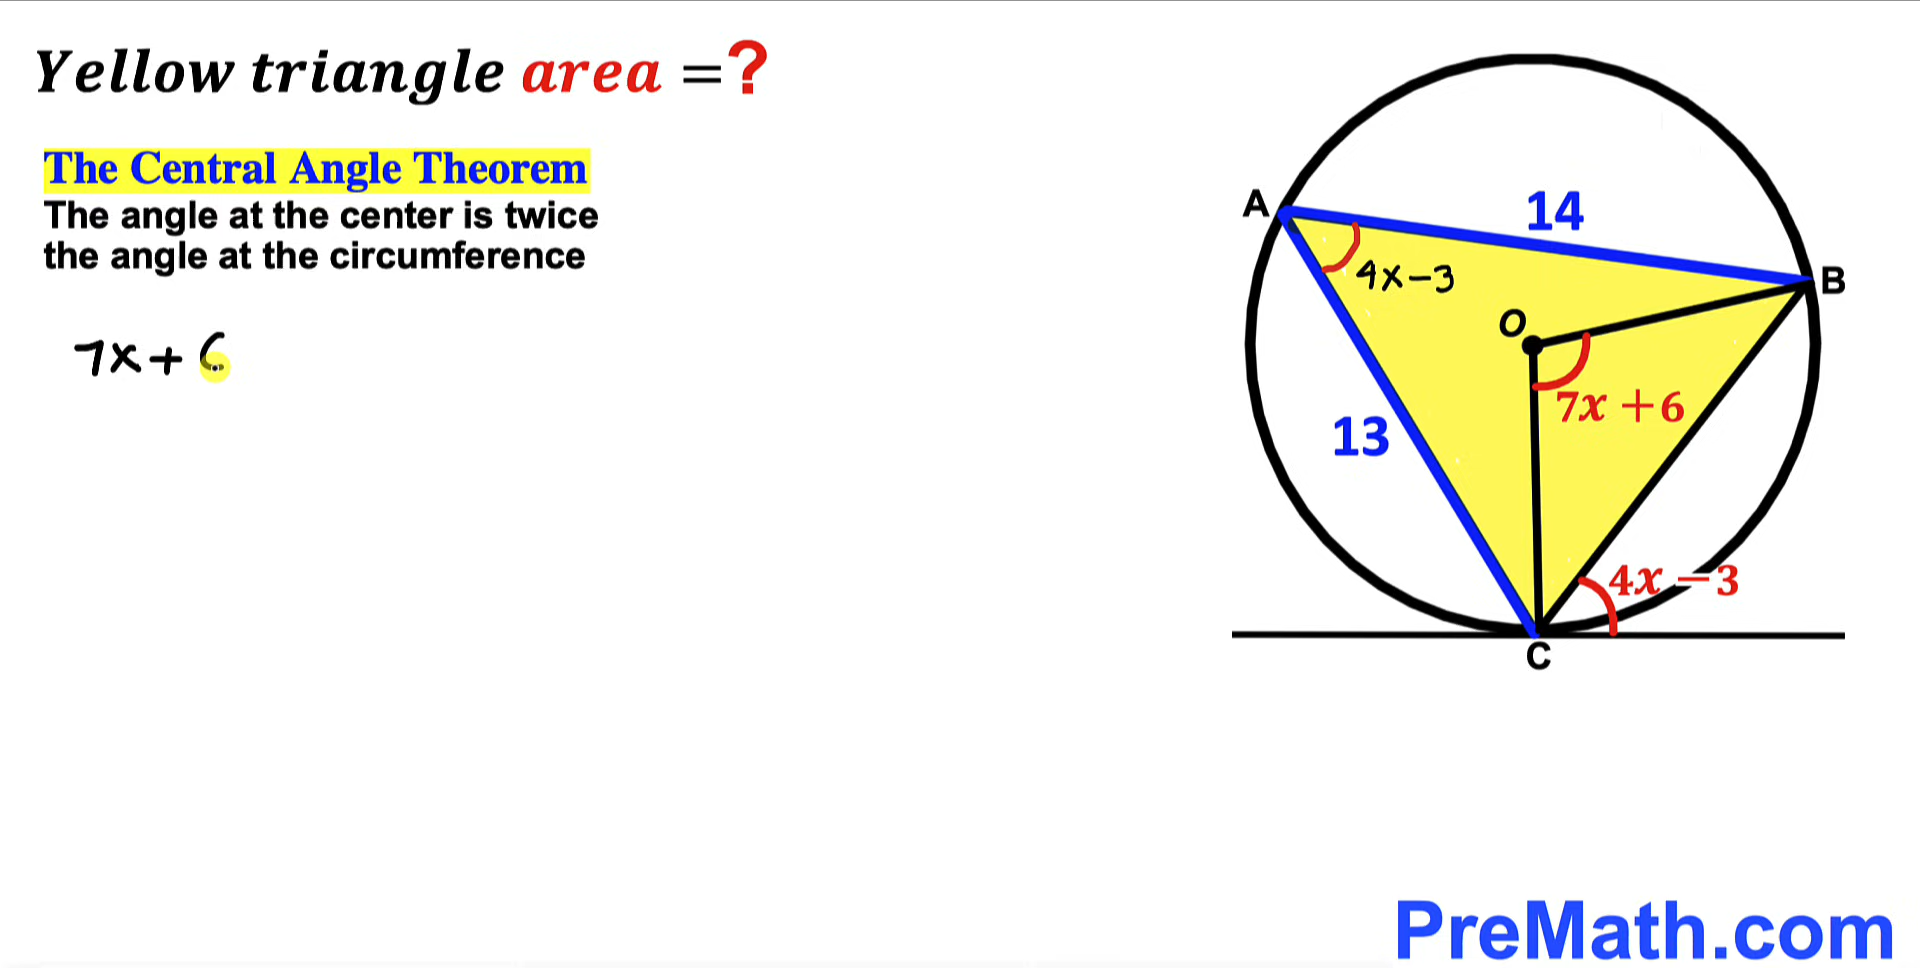 Yellow triangle area =?
The Central Angle Theorem
The angle at the center is twice
the angle at the circumference
7x+6
A
14
B
4x-3
O
7x +6
13
4x -3
C
PreMath.com